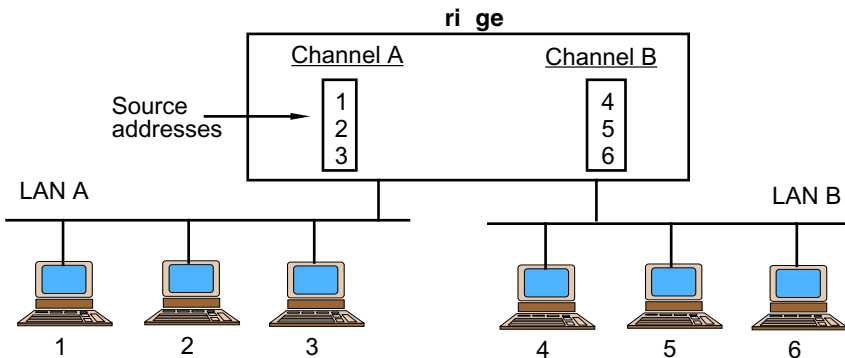 ri ge
Channel A Channel B
Source addresses
1
2
3
4
5
6
LAN A
LAN B
1 2 3 4 5 6